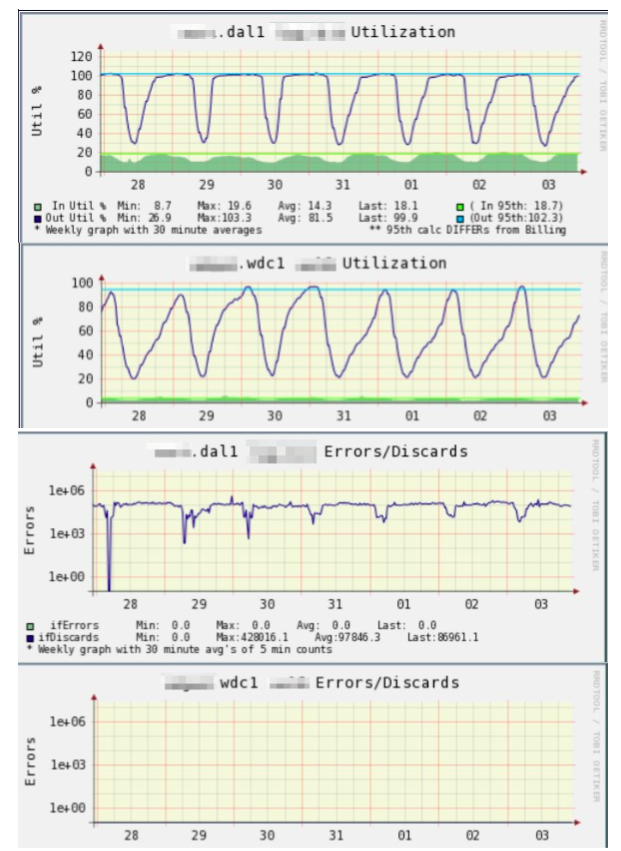 .dal1 Utilization
RRDTOOL / TOBI OETIKER
Util %
120
100
80
60
40
20
0
28 29 30 31 01 02 03
In Util % Min: 8.7 Max: 19.6 Avg: 14.3 Last: 18.1 ( In 95th: 18.7)
Out Util % Min: 26.9 Max:103.3 Avg: 81.5 Last: 99.9 (Out 95th:102.3)
* Weekly graph with 30 minute averages ** 95th calc DIFFERs from Billing
.wdc1 Utilization
RRDTOOL / TOBI OETIKER
Util %
100
80
60
40
20
0
28 29 30 31 01 02 03
.dal1 Errors/Discards
RRDTOOL / TOBI OETIKER
Errors
1e+06
1e+03
1e+00
28 29 30 31 01 02 03
ifErrors Min: 0.0 Max: 0.0 Avg: 0.0 Last: 0.0
ifDiscards Min: 0.0 Max:428016.1 Avg:97846.3 Last:86961.1
* Weekly graph with 30 minute avg's of 5 min counts
wdc1 Errors/Discards
RRDTOOL / TOBI OETIKER
Errors
1e+06
1e+03
1e+00
28 29 30 31 01 02 03